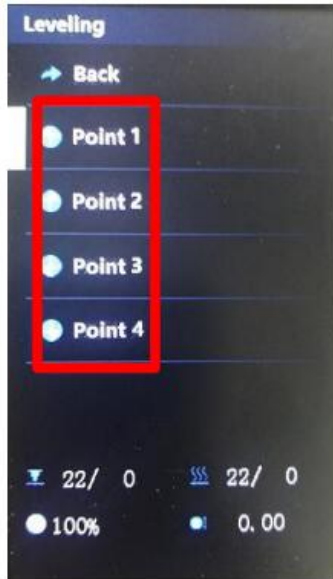 Leveling
Back
Point 1
Point 2
Point 3
Point 4
22/ 0 22/ 0
100% 0.00